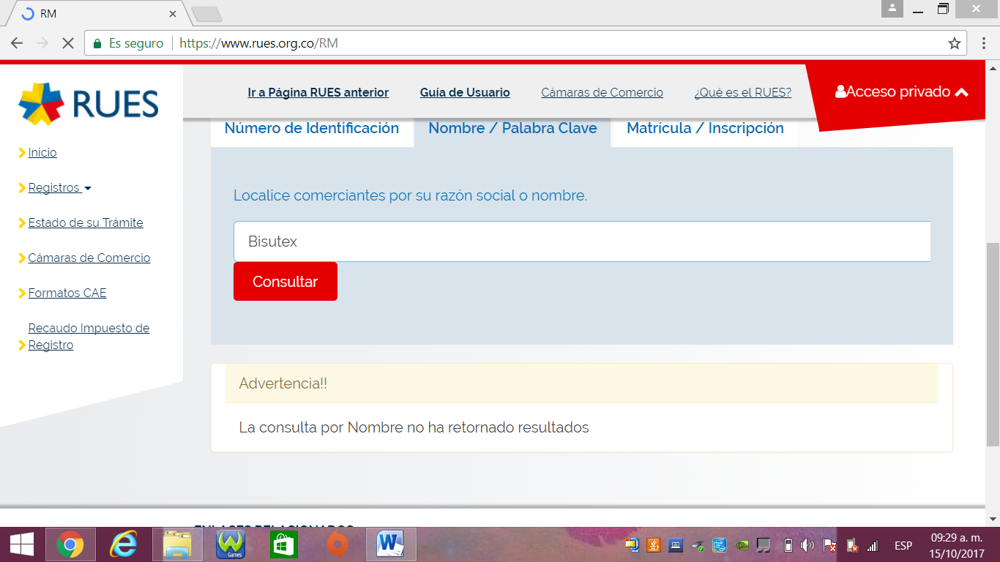 RM
Es seguro
https://www.rues.org.co/RM
RUES
Ir a Página RUES anterior
Guía de Usuario
Cámaras de Comercio
¿Qué es el RUES?
Acceso privado
Inicio
Registros
Estado de su Trámite
Cámaras de Comercio
Formatos CAE
Recaudo Impuesto de
Registro
Número de Identificación
Nombre / Palabra Clave
Matrícula / Inscripción
Localice comerciantes por su razón social o nombre.
Bisutex
Consultar
Advertencia!!
La consulta por Nombre no ha retornado resultados
ENLACES RELACIONADOS
Games
ESP
09:29 a. m.
15/10/2017